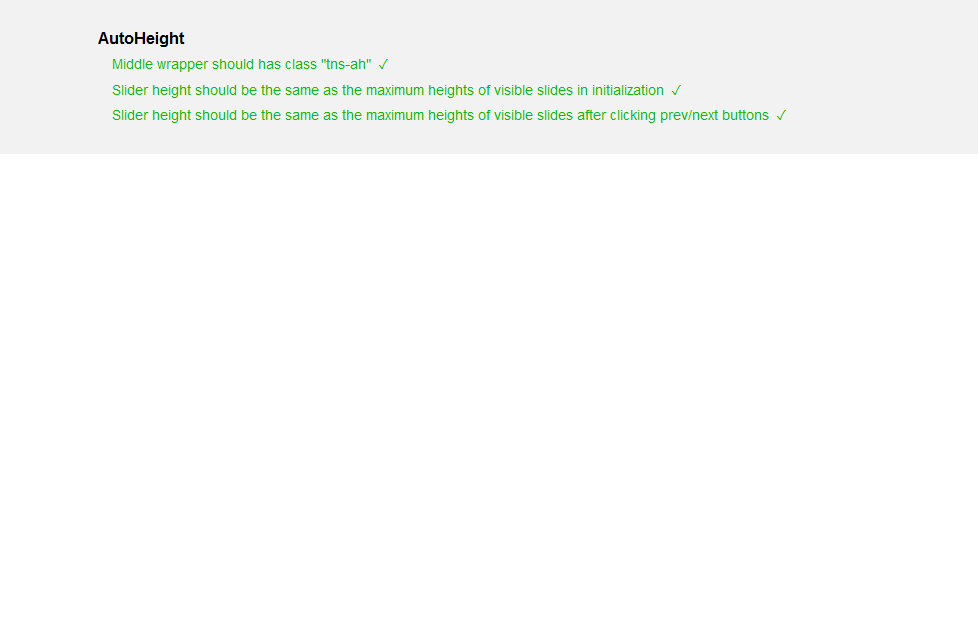 AutoHeight
Middle wrapper should has class "tns-ah" ✓
Slider height should be the same as the maximum heights of visible slides in initialization ✓
Slider height should be the same as the maximum heights of visible slides after clicking prev/next buttons ✓